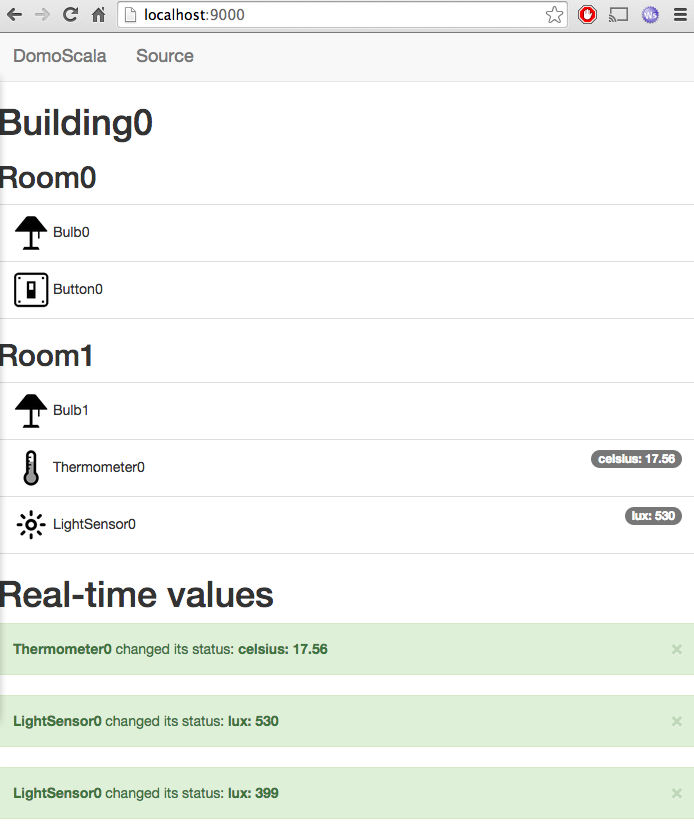 localhost:9000
DomoScala Source
Building0
Room0
Bulb0
Button0
Room1
Bulb1
Thermometer0 celsius: 17.56
LightSensor0 lux: 530
Real-time values
Thermometer0 changed its status: celsius: 17.56 ×
LightSensor0 changed its status: lux: 530 ×
LightSensor0 changed its status: lux: 399 ×